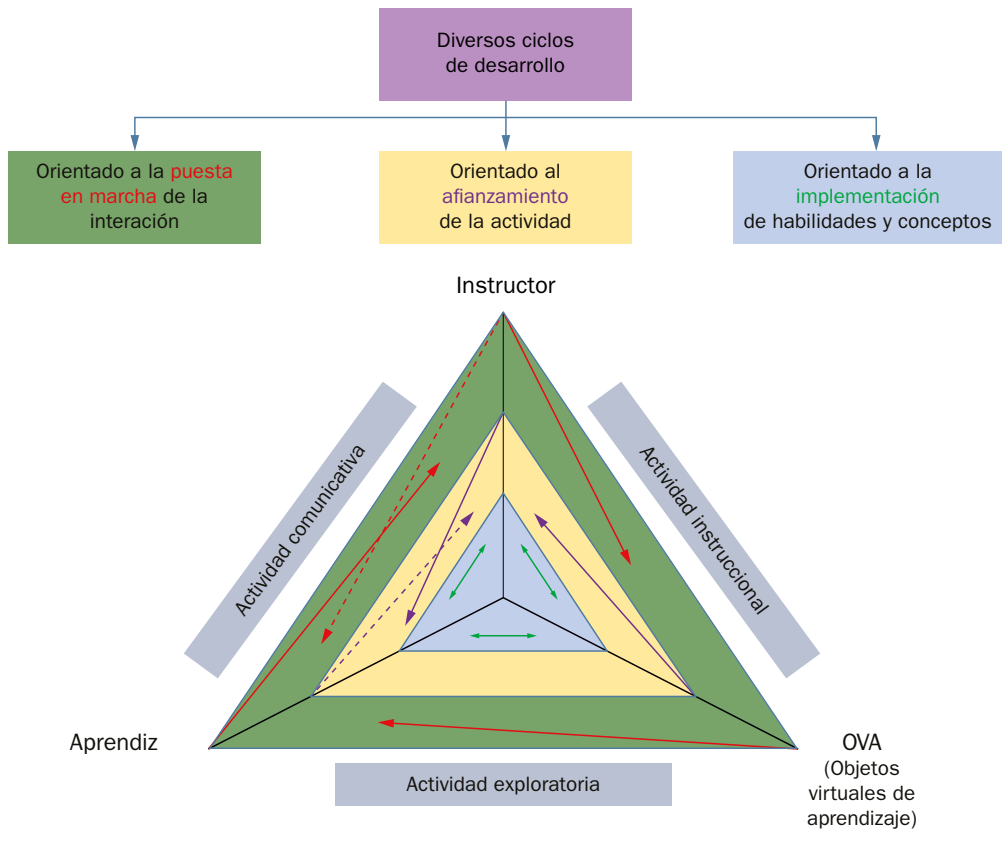 Diversos ciclos
de desarrollo
Orientado a la puesta
en marcha de la
interación
Orientado al
afianzamiento
de la actividad
Orientado a la
implementación
de habilidades y conceptos
Instructor
Actividad comunicativa
Actividad instruccional
Aprendiz
OVA
(Objetos
virtuales de
aprendizaje)
Actividad exploratoria